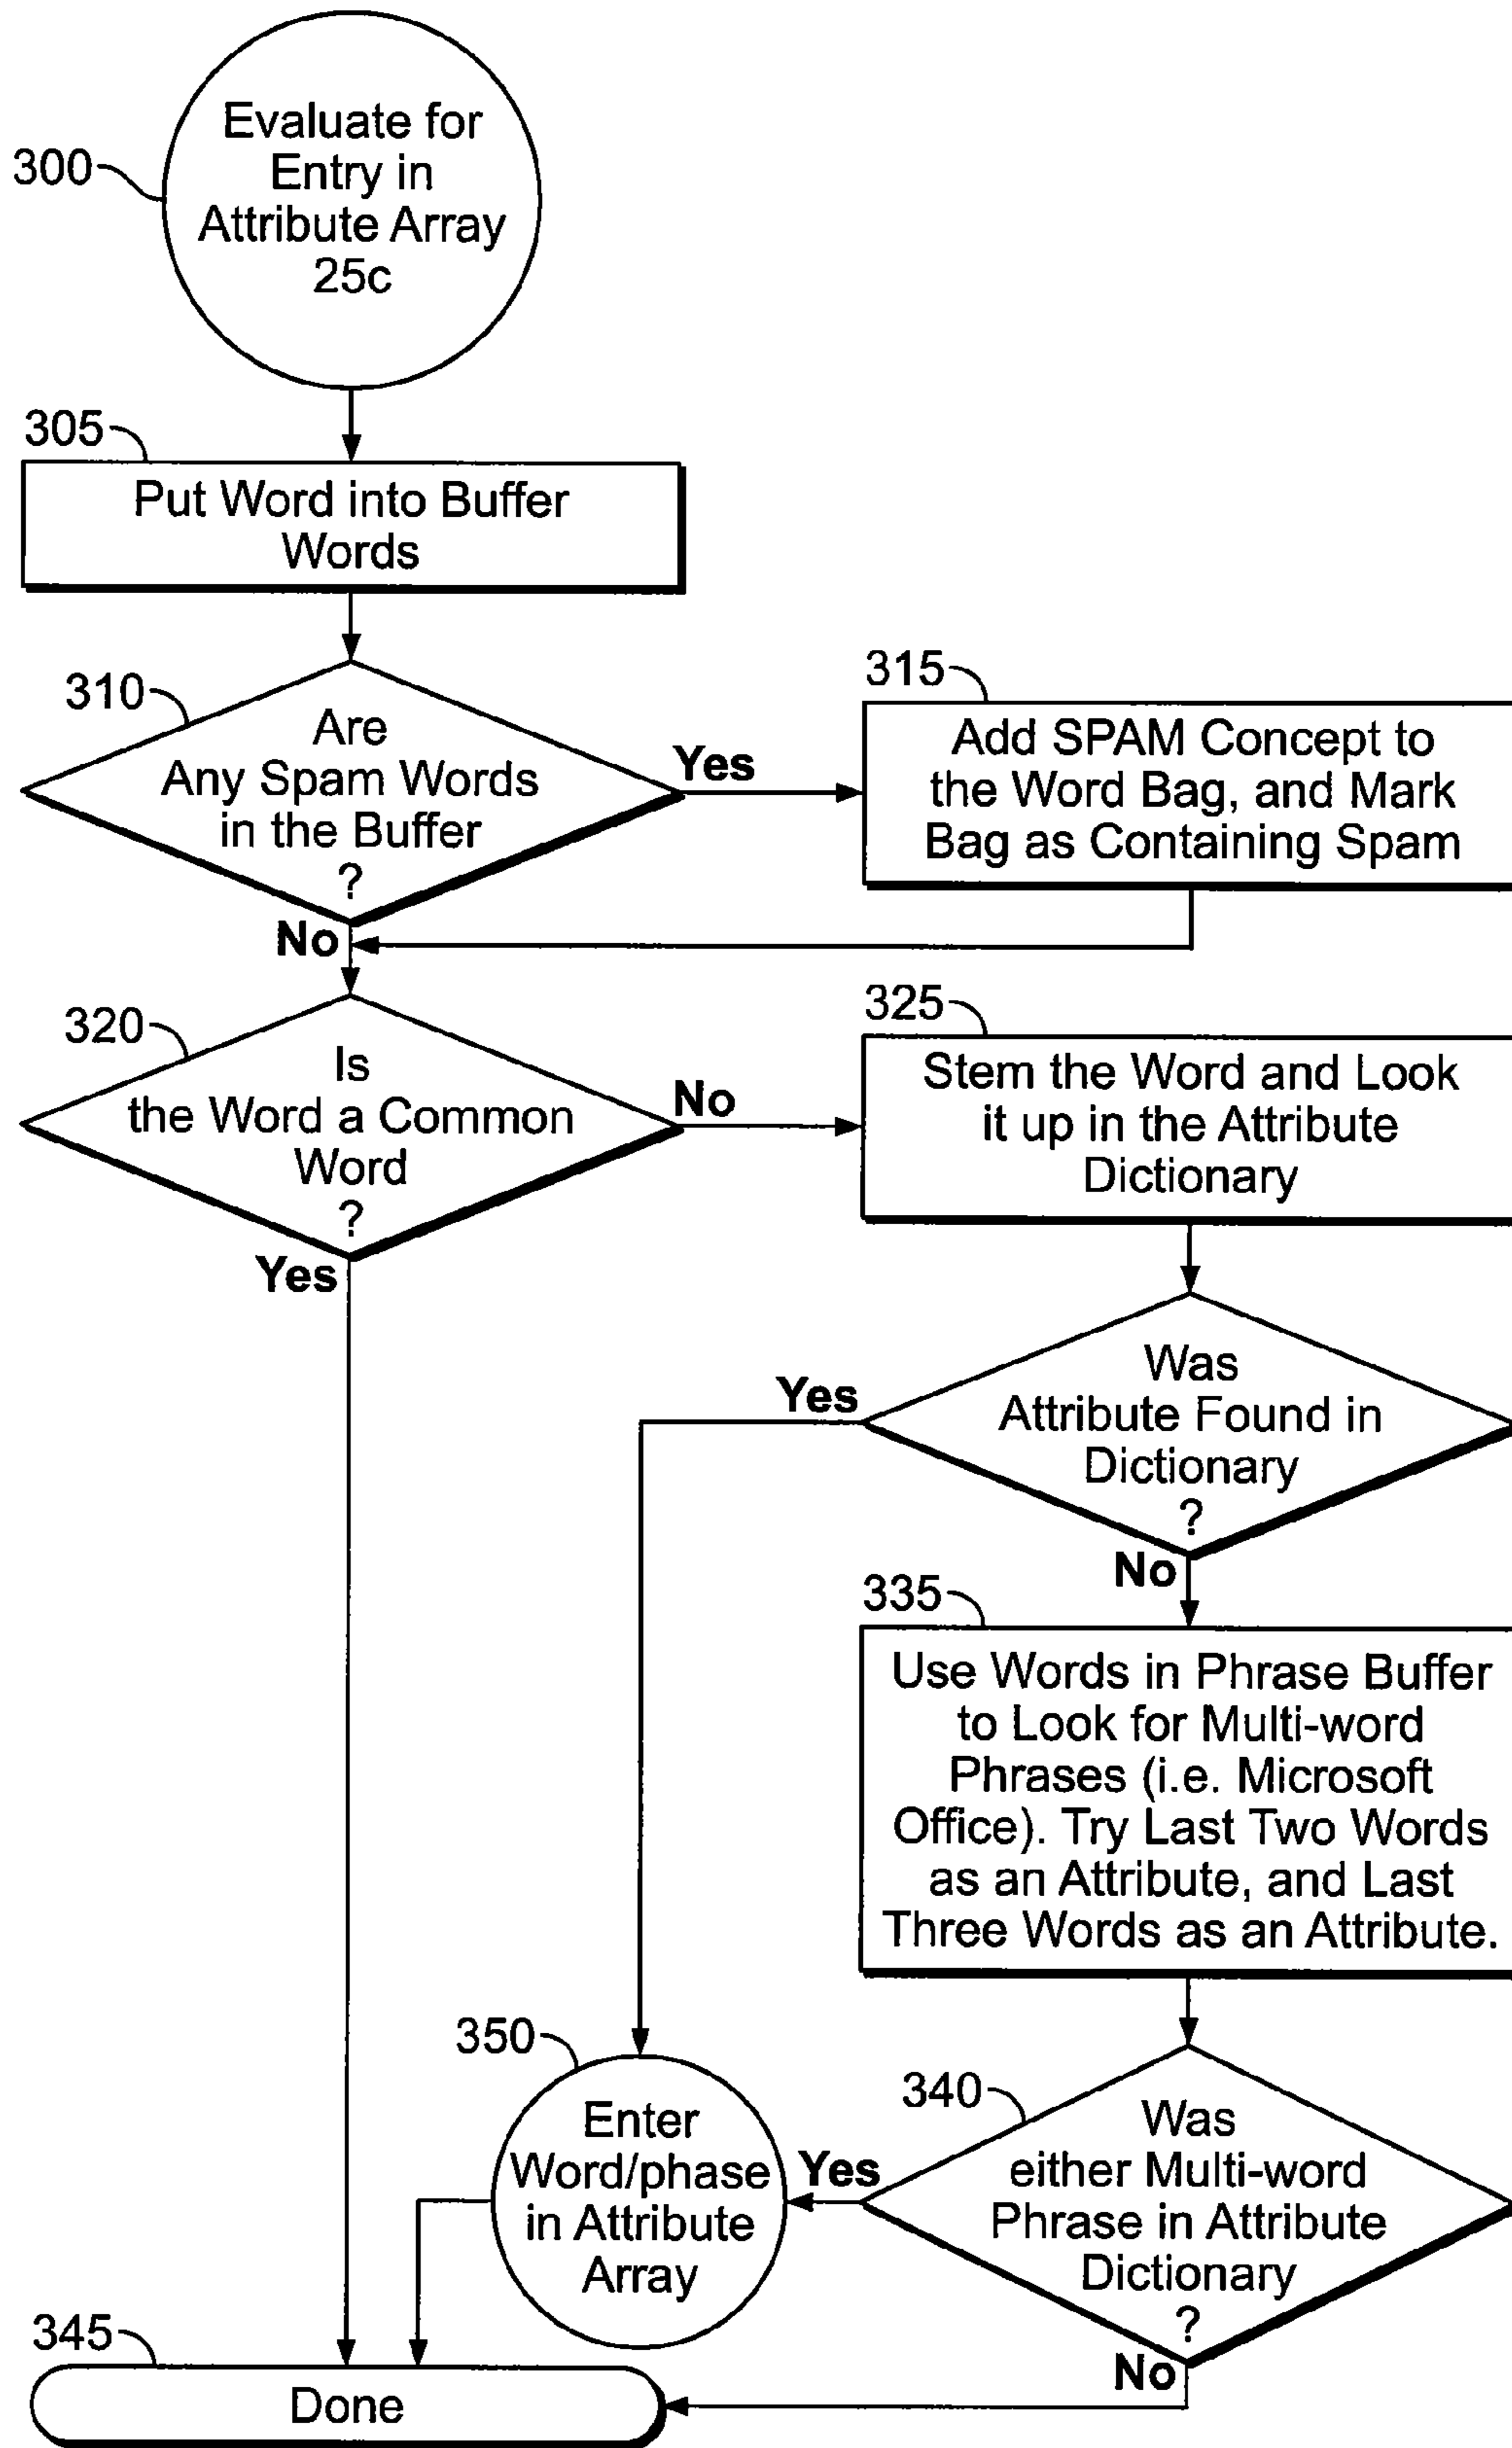 300
Evaluate for
Entry in
Attribute Array
25c
305
Put Word into Buffer
Words
310
Are
Any Spam Words
in the Buffer
?
Yes
No
315
Add SPAM Concept to
the Word Bag, and Mark
Bag as Containing Spam
320
Is
the Word a Common
Word
?
No
Yes
325
Stem the Word and Look
it up in the Attribute
Dictionary
Was
Attribute Found in
Dictionary
?
Yes
No
335
Use Words in Phrase Buffer
to Look for Multi-word
Phrases (i.e. Microsoft
Office). Try Last Two Words
as an Attribute, and Last
Three Words as an Attribute.
340
Was
either Multi-word
Phrase in Attribute
Dictionary
?
Yes
No
350
Enter
Word/phase
in Attribute
Array
345
Done